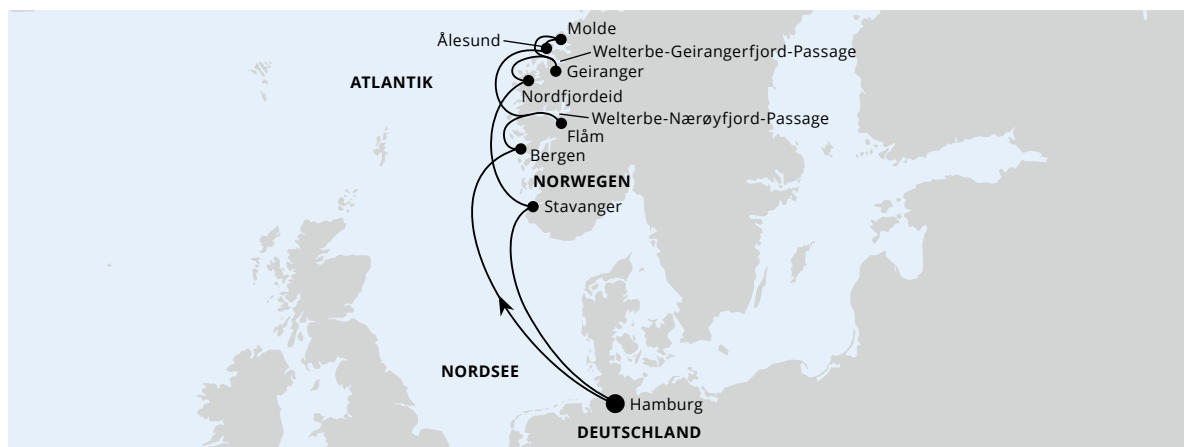 Molde
Ålesund
Welterbe-Geirangerfjord-Passage
Geiranger
ATLANTIK
Nordfjordeid
Welterbe-Nærøyfjord-Passage
Flåm
Bergen
NORWEGEN
Stavanger
NORDSEE
Hamburg
DEUTSCHLAND